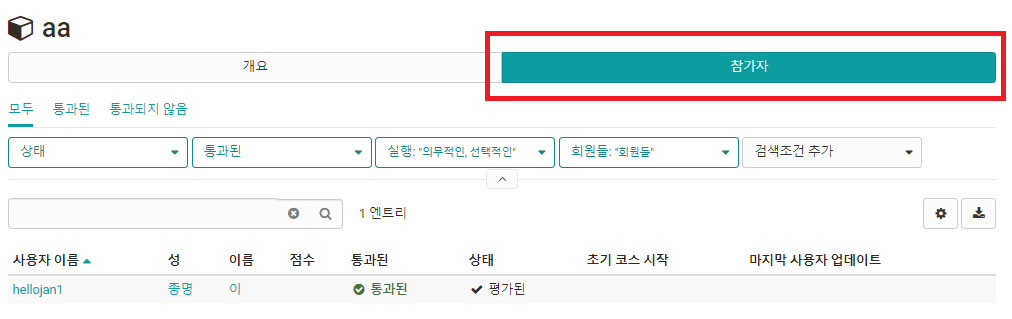 aa
개요 참가자
모두 통과된 통과되지 않음
상태 통과된 실행: "의무적인, 선택적인" 회원들: "회원들" 검색조건 추가
1 엔트리
사용자 이름 성 이름 점수 통과된 상태 초기 코스 시작 마지막 사용자 업데이트
hellojan1 종명 이 통과된 평가된